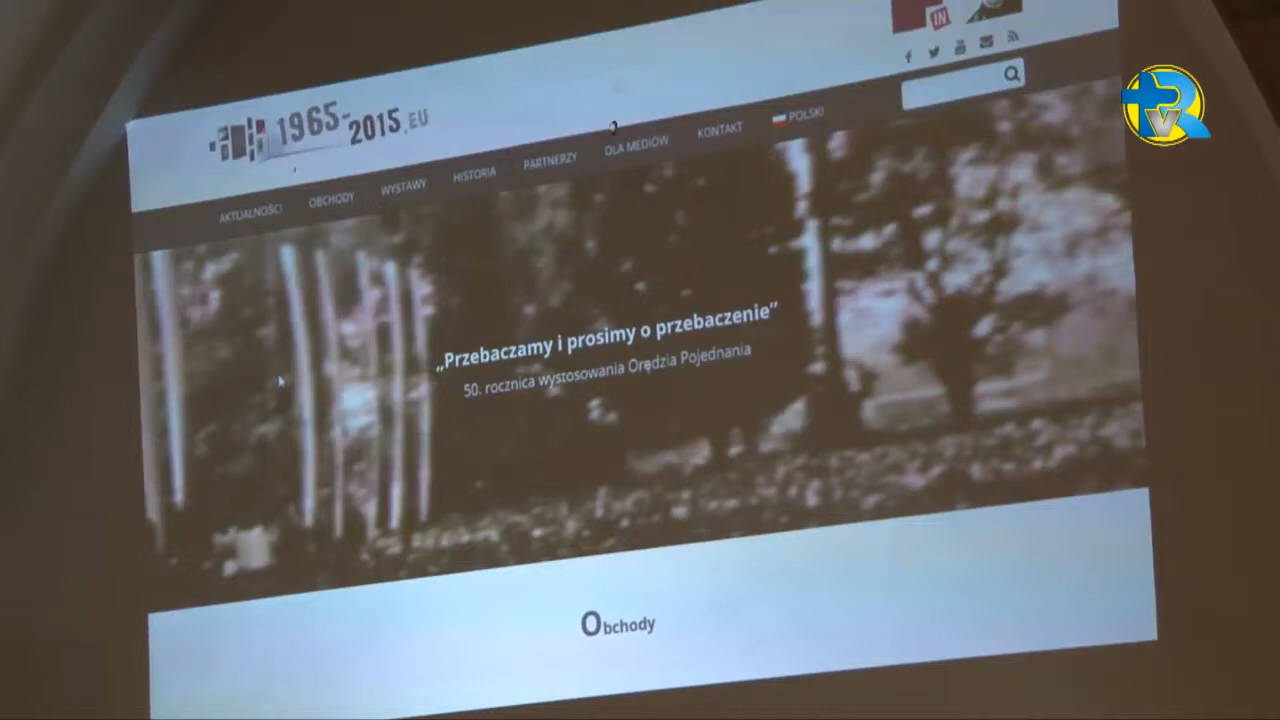 IN
1965-
2015.EU
AKTUALNOŚCI OBCHODY WYSTAWY HISTORIA PARTNERZY DLA MEDIÓW KONTAKT POLSKI
„Przebaczamy i prosimy o przebaczenie”
50. rocznica wystosowania Orędzia Pojednania
Obchody